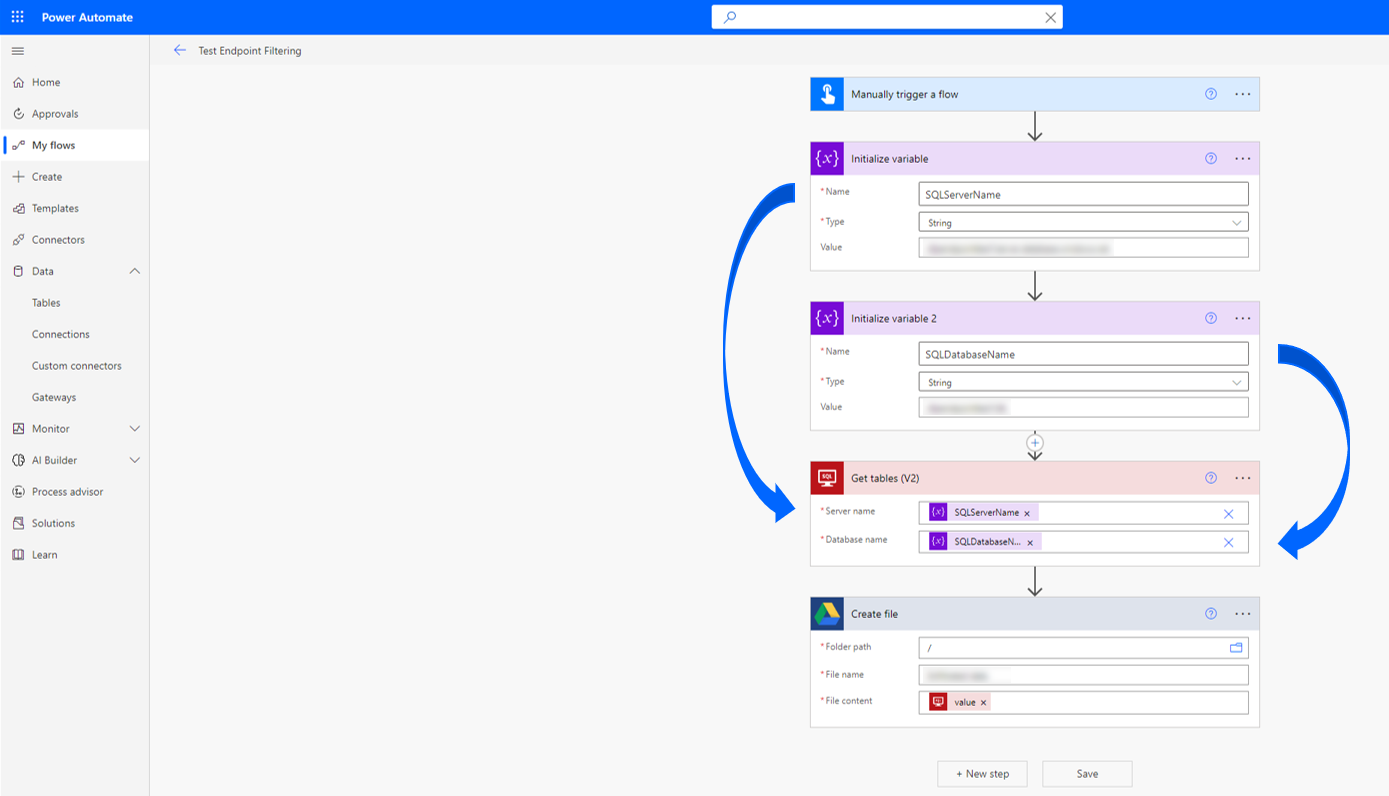 Power Automate
Test Endpoint Filtering
Home
Approvals
My flows
Create
Templates
Connectors
Data
Tables
Connections
Custom connectors
Gateways
Monitor
AI Builder
Process advisor
Solutions
Learn
Manually trigger a flow
{x} Initialize variable
* Name SQLServerName
* Type String
Value
{x} Initialize variable 2
* Name SQLDatabaseName
* Type String
Value
SQL Get tables (V2)
* Server name {x} SQLServerName
* Database name {x} SQLDatabaseN...
Create file
* Folder path /
* File name
* File content value
+ New step Save